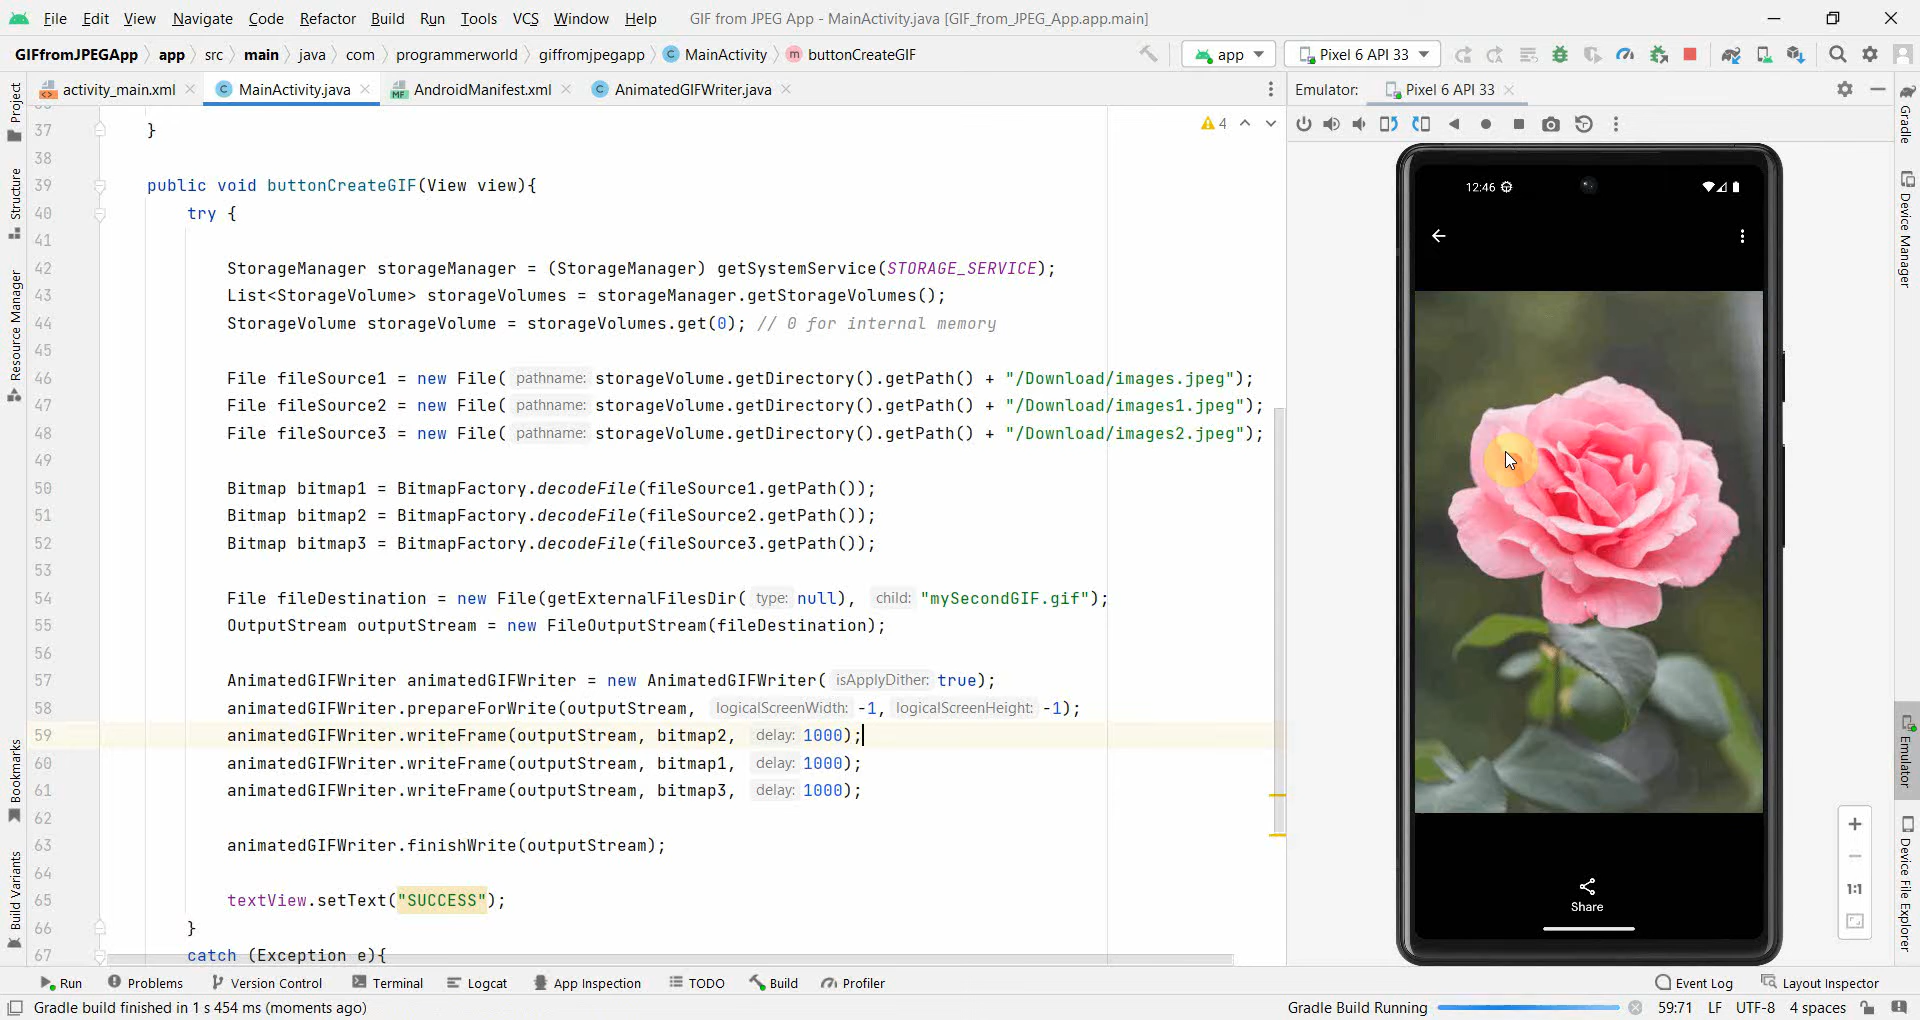 File Edit View Navigate Code Refactor Build Run Tools VCS Window Help GIF from JPEG App - MainActivity.java [GIF_from_JPEG_App.app.main]
GIFfromJPEGApp app src main java com programmerworld giffromjpegapp C MainActivity m buttonCreateGIF app Pixel 6 API 33
activity_main.xml C MainActivity.java MF AndroidManifest.xml C AnimatedGIFWriter.java Emulator: Pixel 6 API 33
4
37 }
38
39 public void buttonCreateGIF(View view){
40 try {
41
42 StorageManager storageManager = (StorageManager) getSystemService(STORAGE_SERVICE);
43 List<StorageVolume> storageVolumes = storageManager.getStorageVolumes();
44 StorageVolume storageVolume = storageVolumes.get(0); // 0 for internal memory
45
46 File fileSource1 = new File( pathname: storageVolume.getDirectory().getPath() + "/Download/images.jpeg");
47 File fileSource2 = new File( pathname: storageVolume.getDirectory().getPath() + "/Download/images1.jpeg");
48 File fileSource3 = new File( pathname: storageVolume.getDirectory().getPath() + "/Download/images2.jpeg");
49
50 Bitmap bitmap1 = BitmapFactory.decodeFile(fileSource1.getPath());
51 Bitmap bitmap2 = BitmapFactory.decodeFile(fileSource2.getPath());
52 Bitmap bitmap3 = BitmapFactory.decodeFile(fileSource3.getPath());
53
54 File fileDestination = new File(getExternalFilesDir( type: null), child: "mySecondGIF.gif");
55 OutputStream outputStream = new FileOutputStream(fileDestination);
56
57 AnimatedGIFWriter animatedGIFWriter = new AnimatedGIFWriter( isApplyDither: true);
58 animatedGIFWriter.prepareForWrite(outputStream, logicalScreenWidth: -1, logicalScreenHeight: -1);
59 animatedGIFWriter.writeFrame(outputStream, bitmap2, delay: 1000);
60 animatedGIFWriter.writeFrame(outputStream, bitmap1, delay: 1000);
61 animatedGIFWriter.writeFrame(outputStream, bitmap3, delay: 1000);
62
63 animatedGIFWriter.finishWrite(outputStream);
64
65 textView.setText("SUCCESS");
66 }
67 catch (Exception e){
Project
Structure
Resource Manager
Bookmarks
Build Variants
12:46
Share
1:1
Gradle
Device Manager
Emulator
Device File Explorer
Run Problems Version Control Terminal Logcat App Inspection TODO Build Profiler Event Log Layout Inspector
Gradle build finished in 1 s 454 ms (moments ago) Gradle Build Running 59:71 LF UTF-8 4 spaces